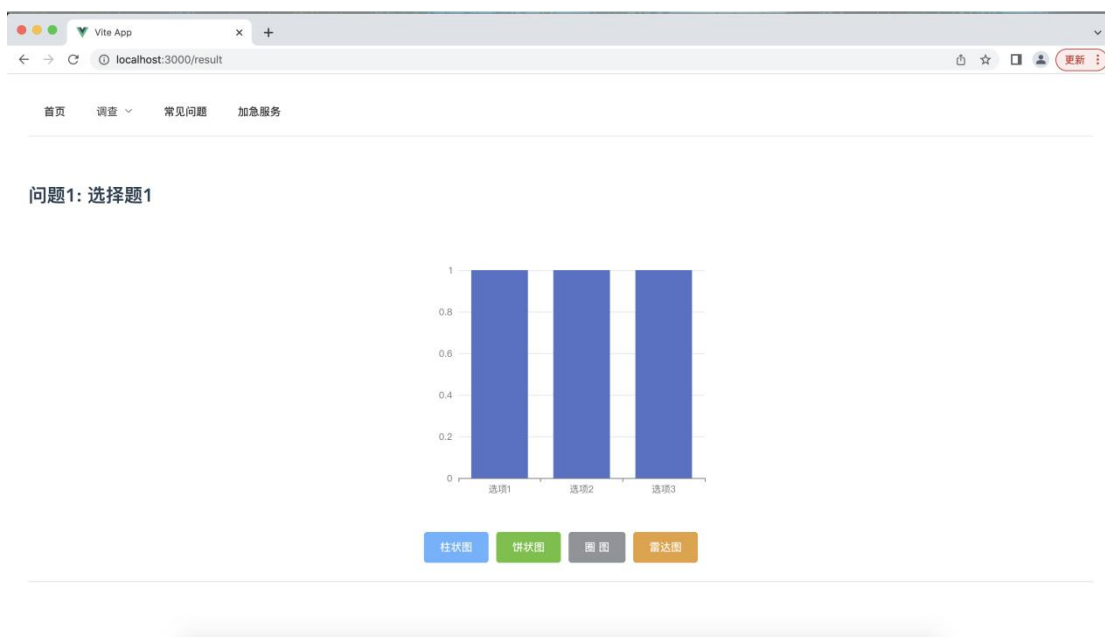 Vite App
localhost:3000/result
更新
首页 调查 常见问题 加急服务
问题1: 选择题1
1
0.8
0.6
0.4
0.2
0
选项1 选项2 选项3
柱状图 饼状图 圈 图 雷达图